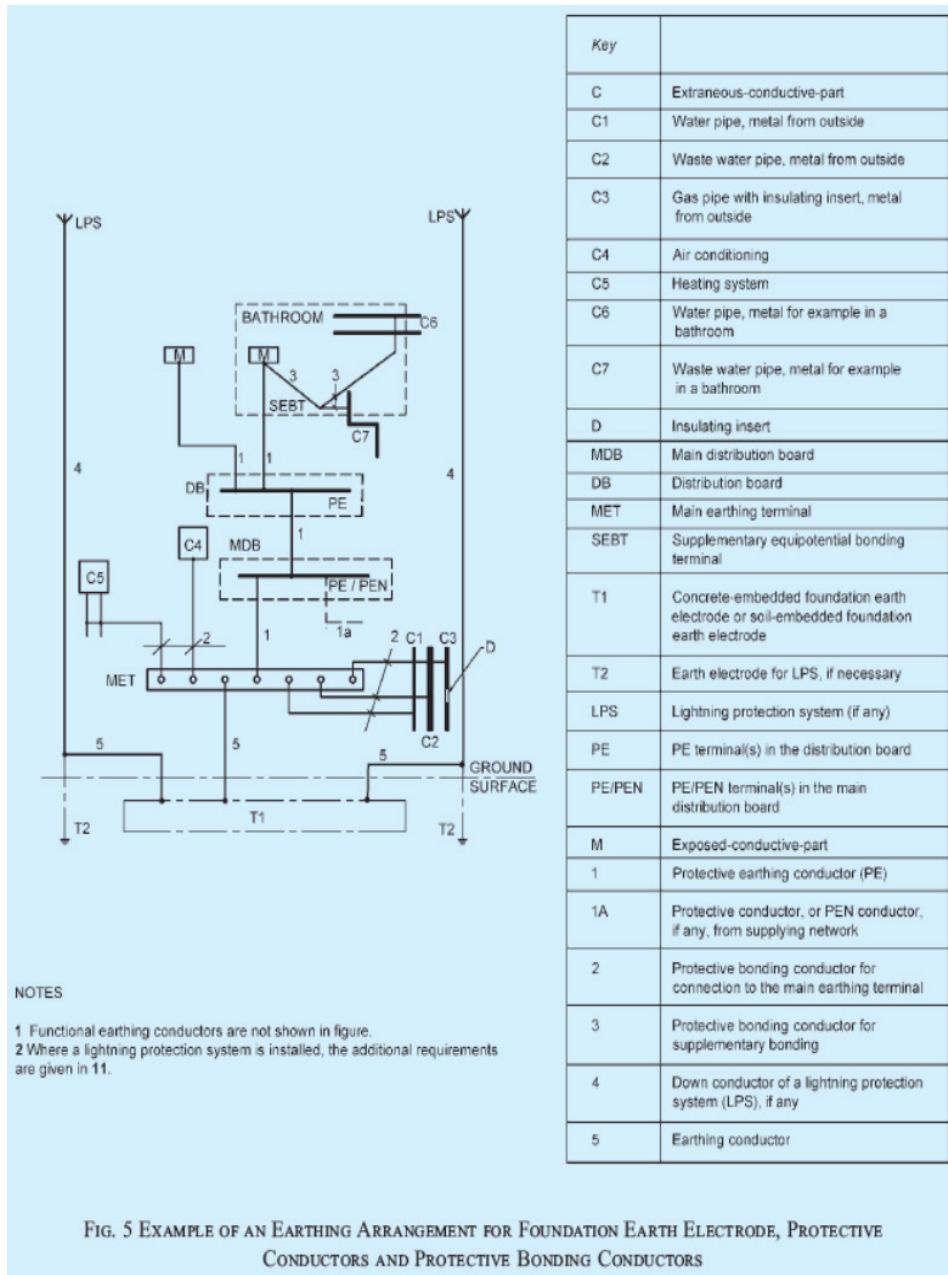 LPS
LPS
BATHROOM
C6
M
M
3
3
SEBT
C7
4
1
1
4
DB
PE
1
C4
MDB
C5
PE / PEN
1a
2
1
2
C1
C3
D
MET
C2
5
5
5
GROUND
SURFACE
T1
T2
T2
NOTES
1 Functional earthing conductors are not shown in figure.
2 Where a lightning protection system is installed, the additional requirements
are given in 11.
Key
C Extraneous-conductive-part
C1 Water pipe, metal from outside
C2 Waste water pipe, metal from outside
C3 Gas pipe with insulating insert, metal
from outside
C4 Air conditioning
C5 Heating system
C6 Water pipe, metal for example in a
bathroom
C7 Waste water pipe, metal for example
in a bathroom
D Insulating insert
MDB Main distribution board
DB Distribution board
MET Main earthing terminal
SEBT Supplementary equipotential bonding
terminal
T1 Concrete-embedded foundation earth
electrode or soil-embedded foundation
earth electrode
T2 Earth electrode for LPS, if necessary
LPS Lightning protection system (if any)
PE PE terminal(s) in the distribution board
PE/PEN PE/PEN terminal(s) in the main
distribution board
M Exposed-conductive-part
1 Protective earthing conductor (PE)
1A Protective conductor, or PEN conductor,
if any, from supplying network
2 Protective bonding conductor for
connection to the main earthing terminal
3 Protective bonding conductor for
supplementary bonding
4 Down conductor of a lightning protection
system (LPS), if any
5 Earthing conductor
FIG. 5 EXAMPLE OF AN EARTHING ARRANGEMENT FOR FOUNDATION EARTH ELECTRODE, PROTECTIVE
CONDUCTORS AND PROTECTIVE BONDING CONDUCTORS